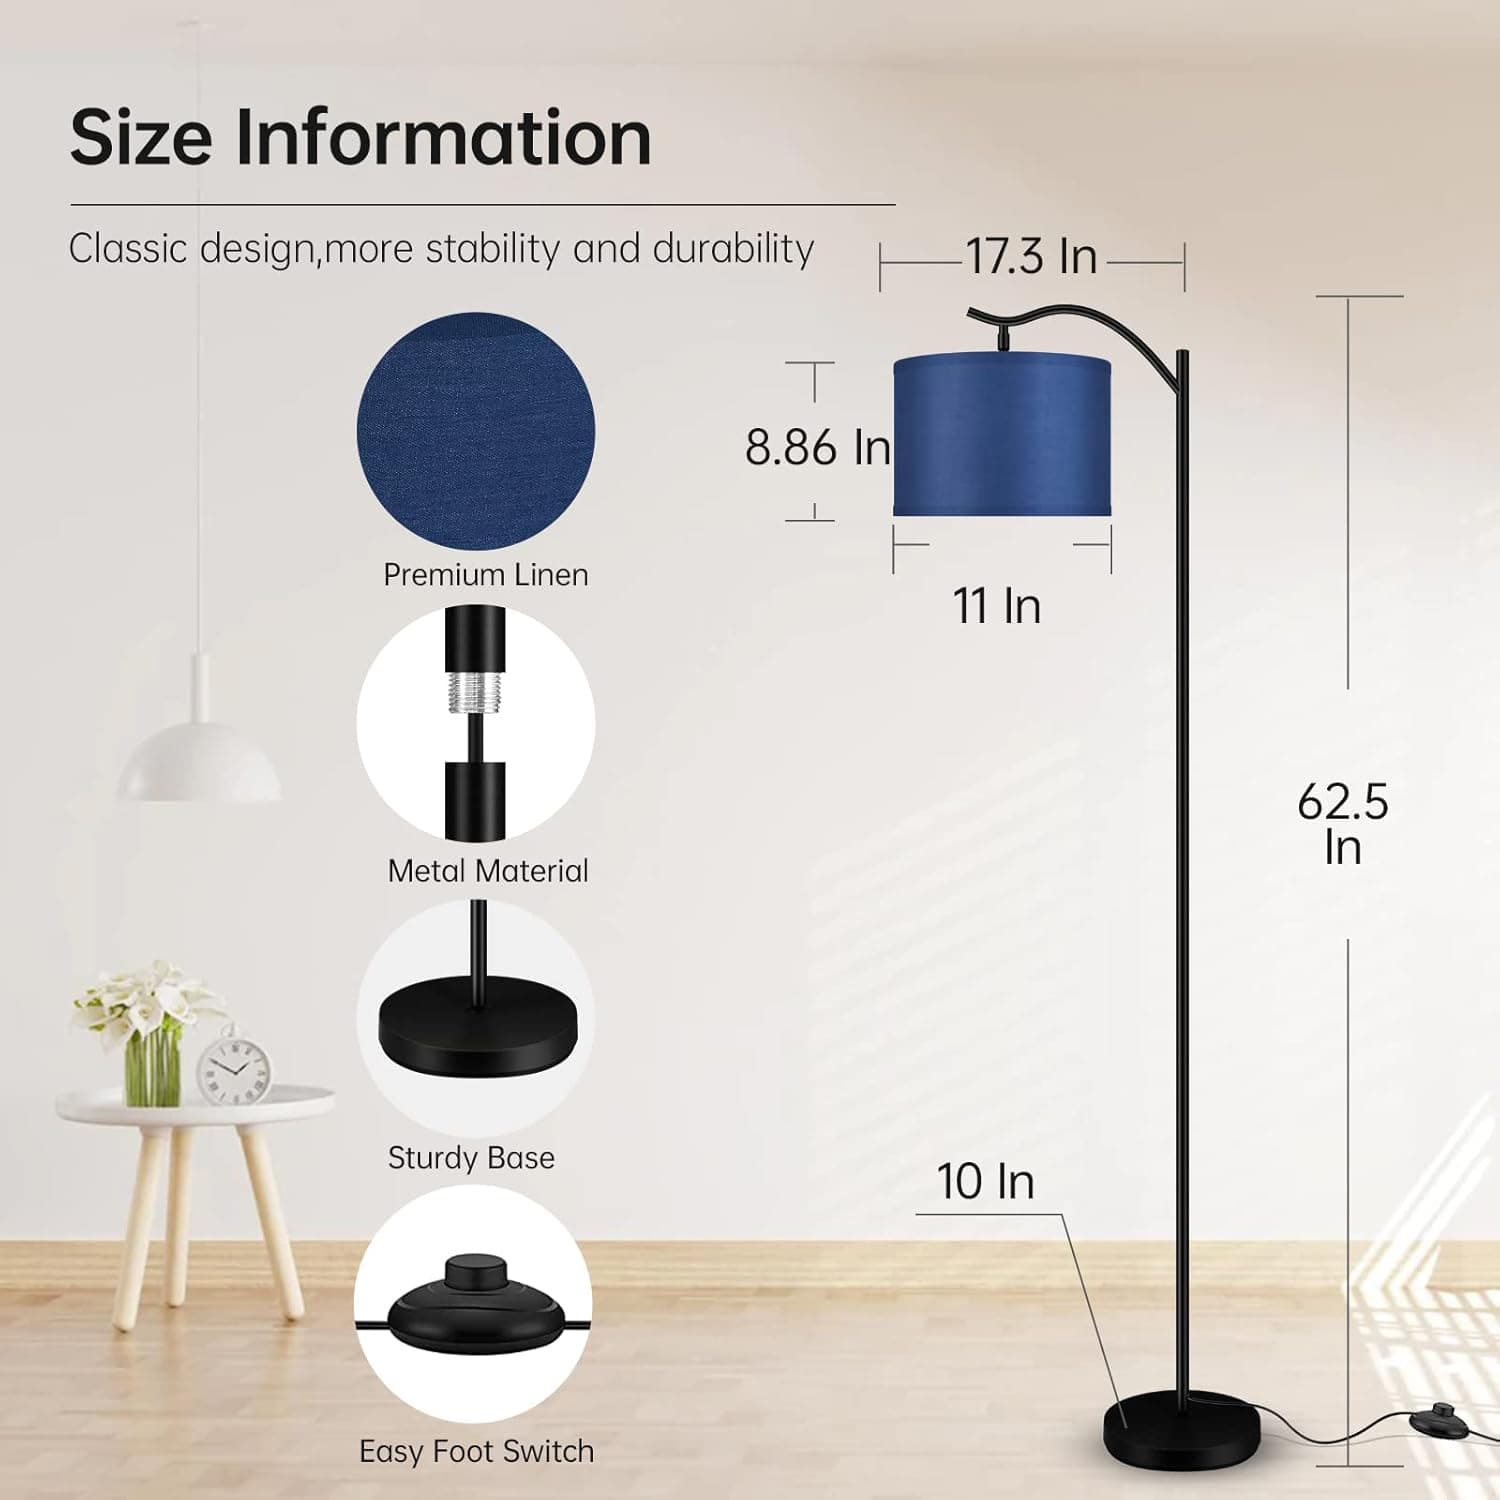 Size Information
Classic design,more stability and durability
17.3 In
8.86 In
11 In
62.5
In
10 In
Premium Linen
Metal Material
Sturdy Base
Easy Foot Switch